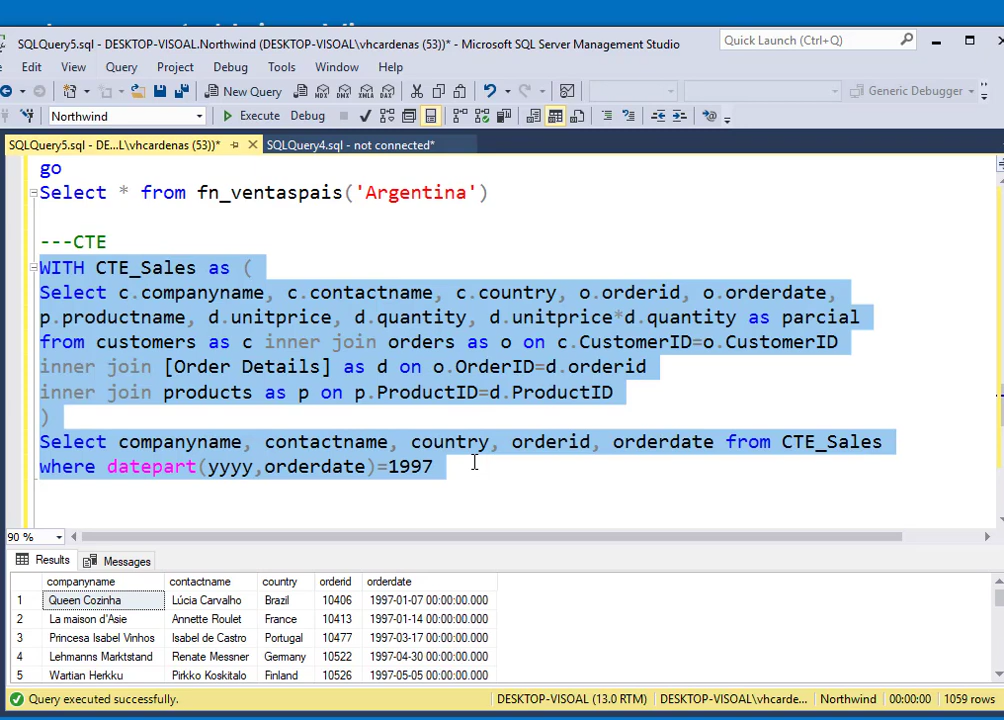 SQLQuery5.sql - DESKTOP-VISOAL.Northwind (DESKTOP-VISOAL\vhcardenas (53))* - Microsoft SQL Server Management Studio
Quick Launch (Ctrl+Q)
Edit View Query Project Debug Tools Window Help
New Query
Generic Debugger
Northwind
Execute Debug
SQLQuery5.sql - DE...L\vhcardenas (53))*
SQLQuery4.sql - not connected*
go
Select * from fn_ventaspais('Argentina')
---CTE
WITH CTE_Sales as (
Select c.companyname, c.contactname, c.country, o.orderid, o.orderdate,
p.productname, d.unitprice, d.quantity, d.unitprice*d.quantity as parcial
from customers as c inner join orders as o on c.CustomerID=o.CustomerID
inner join [Order Details] as d on o.OrderID=d.orderid
inner join products as p on p.ProductID=d.ProductID
)
Select companyname, contactname, country, orderid, orderdate from CTE_Sales
where datepart(yyyy,orderdate)=1997
90 %
Results Messages
companyname contactname country orderid orderdate
1 Queen Cozinha Lúcia Carvalho Brazil 10406 1997-01-07 00:00:00.000
2 La maison d'Asie Annette Roulet France 10413 1997-01-14 00:00:00.000
3 Princesa Isabel Vinhos Isabel de Castro Portugal 10477 1997-03-17 00:00:00.000
4 Lehmanns Marktstand Renate Messner Germany 10522 1997-04-30 00:00:00.000
5 Wartian Herkku Pirkko Koskitalo Finland 10526 1997-05-05 00:00:00.000
Query executed successfully. DESKTOP-VISOAL (13.0 RTM) DESKTOP-VISOAL\vhcarde... Northwind 00:00:00 1059 rows